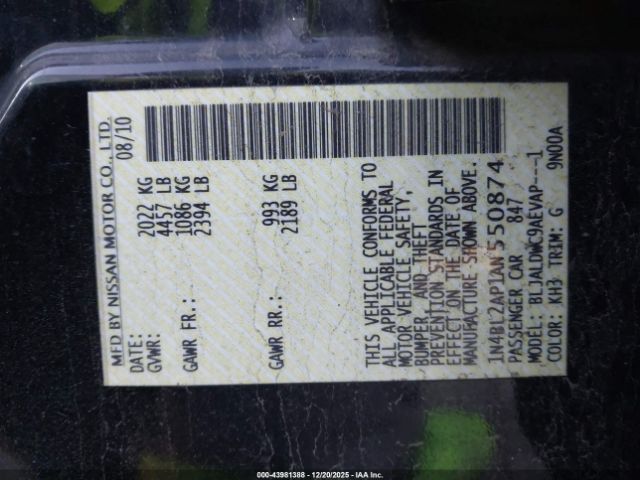 MFD BY NISSAN MOTOR CO., LTD.
DATE: 08/10
GVWR: 2022 KG
4457 LB
GAWR FR.: 1086 KG
2394 LB
GAWR RR.: 993 KG
2189 LB
THIS VEHICLE CONFORMS TO
ALL APPLICABLE FEDERAL
MOTOR VEHICLE SAFETY,
BUMPER, AND THEFT
PREVENTION STANDARDS IN
EFFECT ON THE DATE OF
MANUFACTURE SHOWN ABOVE.
1N4BL2AP1AN550874
PASSENGER CAR 847
MODEL: BLJALDWC9AEVAP----1
COLOR: KH3 TRIM: G 9N00A
000-43981388 - 12/20/2025 - IAA Inc.